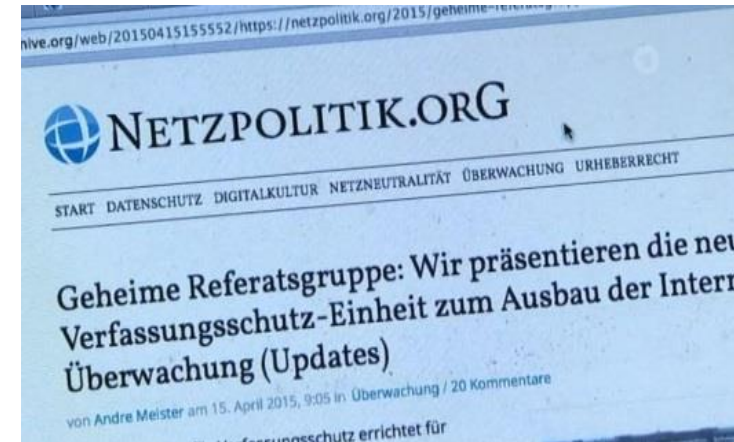 hive.org/web/20150415155552/https://netzpolitik.org/2015/geheime-
NETZPOLITIK.ORG
START DATENSCHUTZ DIGITALKULTUR NETZNEUTRALITÄT ÜBERWACHUNG URHEBERRECHT
Geheime Referatsgruppe: Wir präsentieren die neu
Verfassungsschutz-Einheit zum Ausbau der Intern
Überwachung (Updates)
von Andre Meister am 15. April 2015, 9:05 in Überwachung / 20 Kommentare
errichtet für